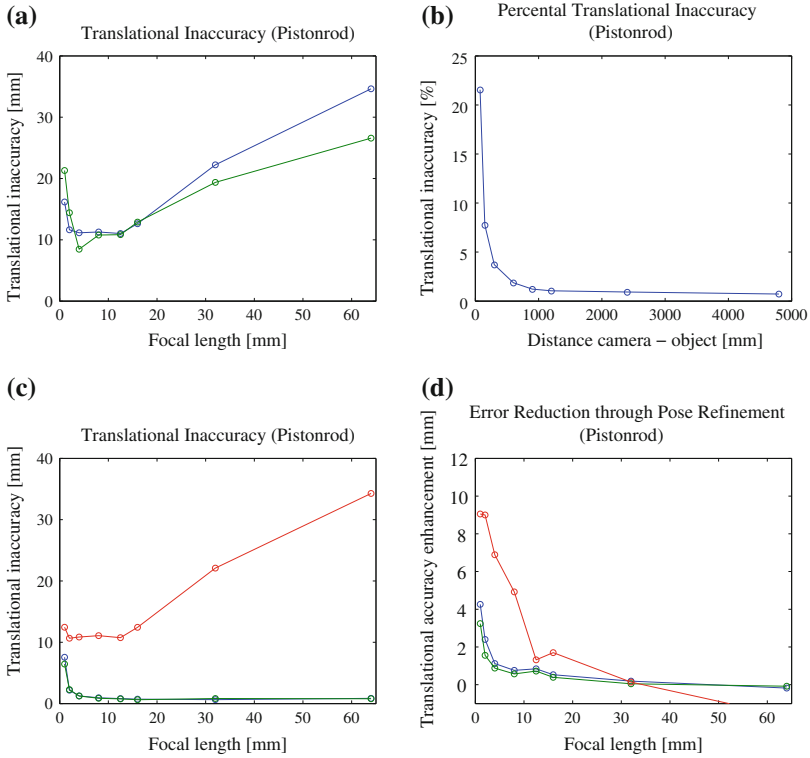 (a)
Translational Inaccuracy (Pistonrod)
Translational inaccuracy [mm]
40
30
20
10
0
0 10 20 30 40 50 60
Focal length [mm]
(b)
Percental Translational Inaccuracy
(Pistonrod)
Translational inaccuracy [%]
25
20
15
10
5
0
0 1000 2000 3000 4000 5000
Distance camera − object [mm]
(c)
Translational Inaccuracy (Pistonrod)
Translational inaccuracy [mm]
40
30
20
10
0
0 10 20 30 40 50 60
Focal length [mm]
(d)
Error Reduction through Pose Refinement
(Pistonrod)
Translational accuracy enhancement [mm]
12
10
8
6
4
2
0
0 10 20 30 40 50 60
Focal length [mm]